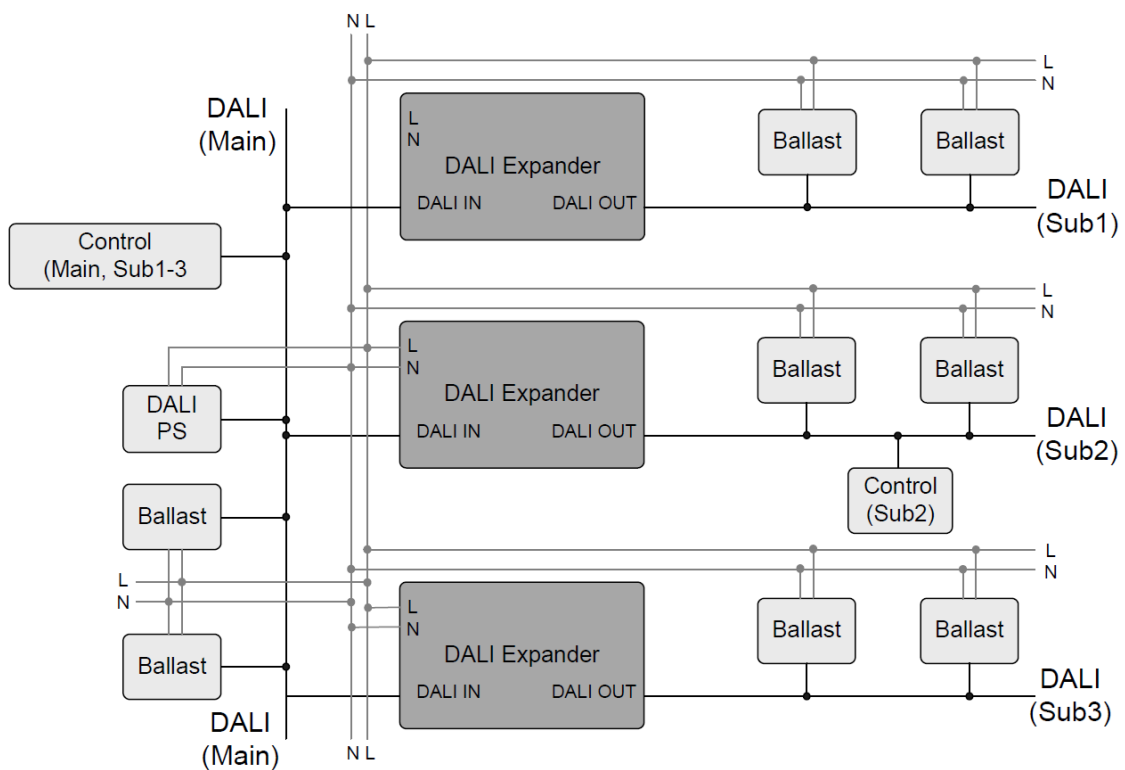 N L
L
N
DALI
(Main)
L
N
DALI Expander
DALI IN
DALI OUT
Ballast
Ballast
DALI
(Sub1)
Control
(Main, Sub1-3
L
N
L
N
DALI Expander
DALI IN
DALI OUT
Ballast
Ballast
DALI
(Sub2)
DALI
PS
Control
(Sub2)
Ballast
L
N
L
N
L
N
DALI Expander
DALI IN
DALI OUT
Ballast
Ballast
Ballast
DALI
(Sub3)
DALI
(Main)
N L